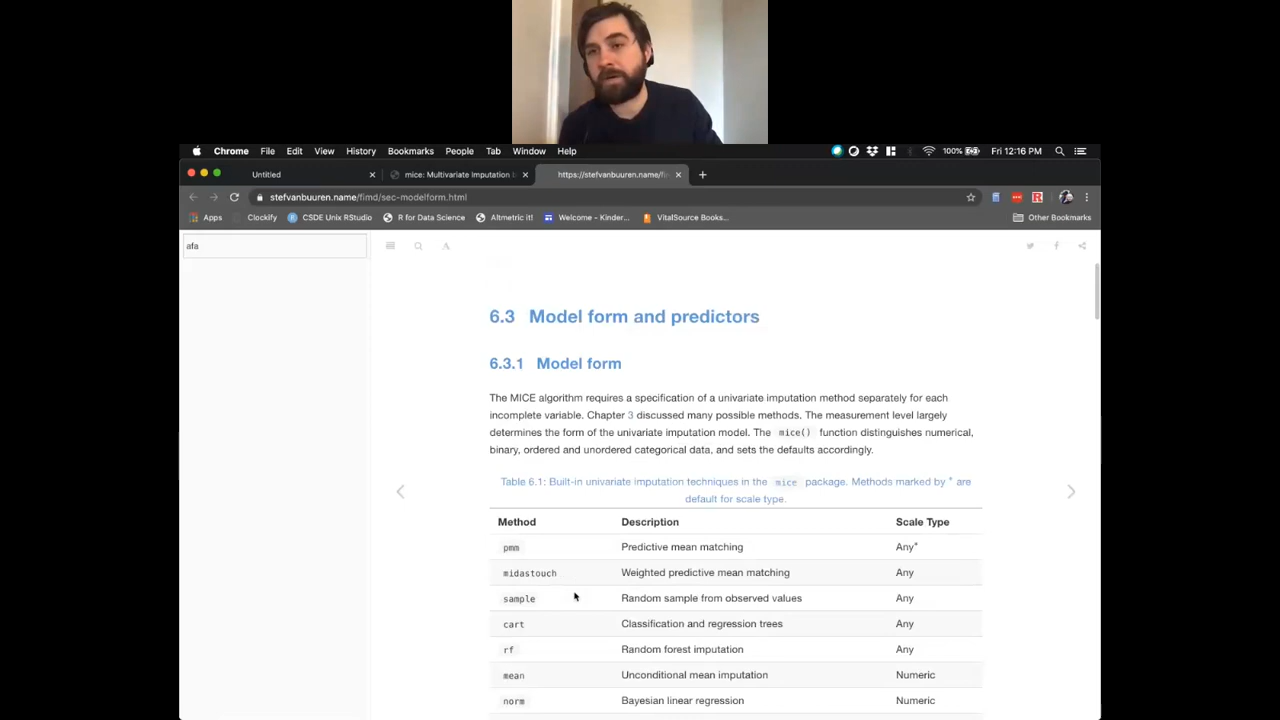 Chrome File Edit View History Bookmarks People Tab Window Help 100% Fri 12:16 PM
Untitled mice: Multivariate Imputation https://stefvanbuuren.name/fi
stefvanbuuren.name/fimd/sec-modelform.html
Apps Clockify CSDE Unix RStudio R for Data Science Altmetric it! Welcome - Kinder... VitalSource Books... Other Bookmarks
afa
6.3 Model form and predictors
6.3.1 Model form
The MICE algorithm requires a specification of a univariate imputation method separately for each
incomplete variable. Chapter 3 discussed many possible methods. The measurement level largely
determines the form of the univariate imputation model. The mice() function distinguishes numerical,
binary, ordered and unordered categorical data, and sets the defaults accordingly.
Table 6.1: Built-in univariate imputation techniques in the mice package. Methods marked by * are
default for scale type.
Method Description Scale Type
pmm Predictive mean matching Any*
midastouch Weighted predictive mean matching Any
sample Random sample from observed values Any
cart Classification and regression trees Any
rf Random forest imputation Any
mean Unconditional mean imputation Numeric
norm Bayesian linear regression Numeric